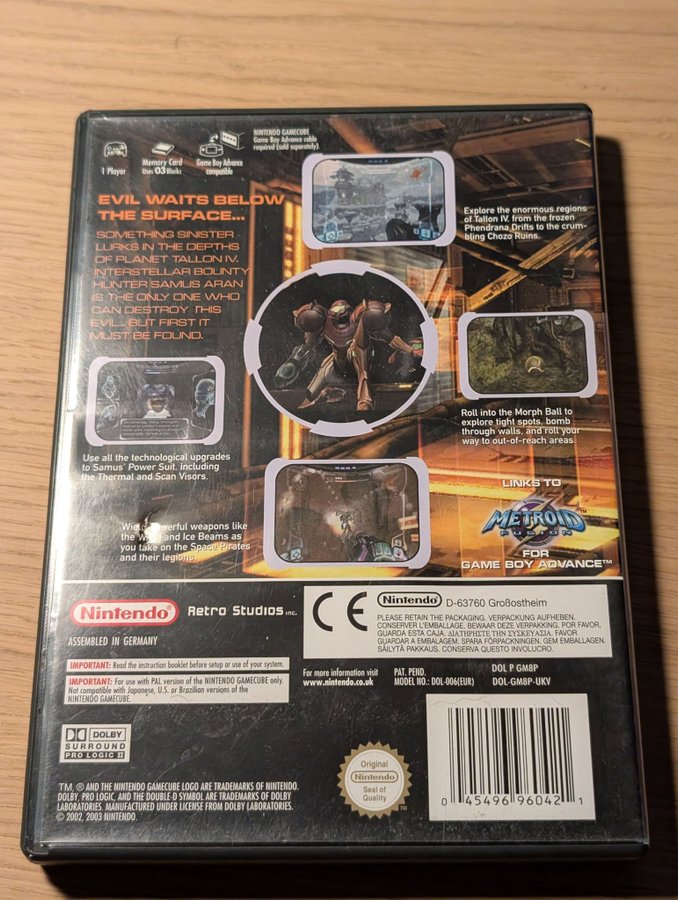 1 Player
Memory Card
Uses 03 Blocks
Game Boy Advance
compatible
NINTENDO GAMECUBE
Game Boy Advance cable
required (sold separately).
EVIL WAITS BELOW
THE SURFACE...
SOMETHING SINISTER
LURKS IN THE DEPTHS
OF PLANET TALLON IV.
INTERSTELLAR BOUNTY
HUNTER SAMUS ARAN
IS THE ONLY ONE WHO
CAN DESTROY THIS
EVIL...BUT FIRST IT
MUST BE FOUND.
Explore the enormous regions
of Tallon IV, from the frozen
Phendrana Drifts to the crum-
bling Chozo Ruins.
Roll into the Morph Ball to
explore tight spots, bomb
through walls, and roll your
way to out-of-reach areas.
Use all the technological upgrades
to Samus' Power Suit, including
the Thermal and Scan Visors.
weapons like
the and Ice Beams as
you take on the Space Pirates
and their legions.
LINKS TO
METROID™
FUSION
FOR
GAME BOY ADVANCE™
Nintendo®
Retro Studios INC.
ASSEMBLED IN GERMANY
CE
Nintendo® D-63760 Großostheim
PLEASE RETAIN THE PACKAGING. VERPACKUNG AUFHEBEN.
CONSERVER L'EMBALLAGE. BEWAAR DEZE VERPAKKING. POR FAVOR,
GUARDA ESTA CAJA. ΔΙΑΤΗΡΗΣΤΕ ΤΗΝ ΣΥΣΚΕΥΑΣΙΑ. FAVOR
GUARDAR A EMBALAGEM. SPARA FÖRPACKNINGEN. GEM EMBALLAGEN.
SÄILYTÄ PAKKAUS. CONSERVA QUESTO INVOLUCRO.
IMPORTANT: Read the instruction booklet before setup or use of your system.
IMPORTANT: For use with PAL version of the NINTENDO GAMECUBE only.
Not compatible with Japanese, U.S. or Brazilian versions of the
NINTENDO GAMECUBE.
For more information visit
www.nintendo.co.uk
PAT. PEND.
MODEL NO.: DOL-006(EUR)
DOL P GM8P
DOL-GM8P-UKV
DOLBY
SURROUND
PRO LOGIC II
TM, ® AND THE NINTENDO GAMECUBE LOGO ARE TRADEMARKS OF NINTENDO.
DOLBY, PRO LOGIC, AND THE DOUBLE-D SYMBOL ARE TRADEMARKS OF DOLBY
LABORATORIES. MANUFACTURED UNDER LICENSE FROM DOLBY LABORATORIES.
© 2002, 2003 NINTENDO.
Original
Nintendo®
Seal of
Quality
TM
0 45496 96042 1